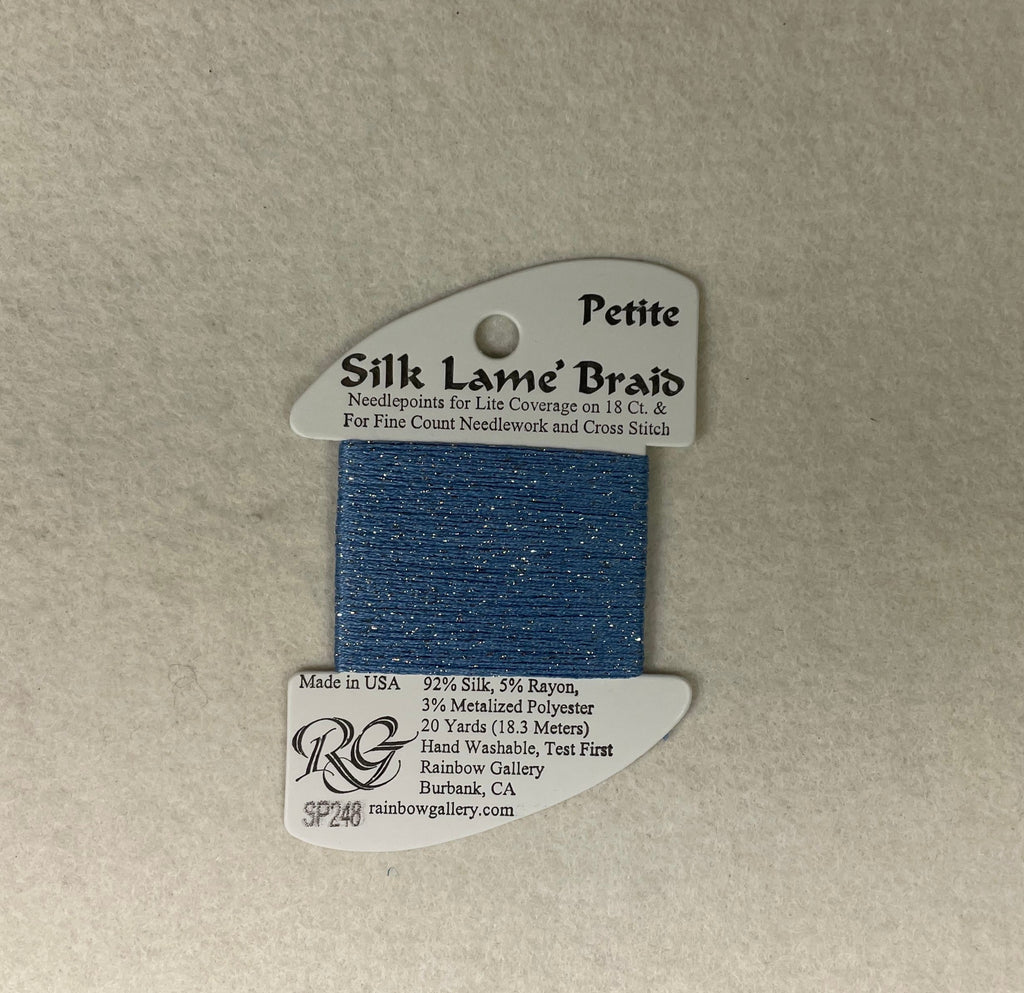 Petite
Silk Lame' Braid
Needlepoints for Lite Coverage on 18 Ct. &
For Fine Count Needlework and Cross Stitch
Made in USA
92% Silk, 5% Rayon,
3% Metalized Polyester
20 Yards (18.3 Meters)
Hand Washable, Test First
Rainbow Gallery
Burbank, CA
rainbowgallery.com
RG
SP248